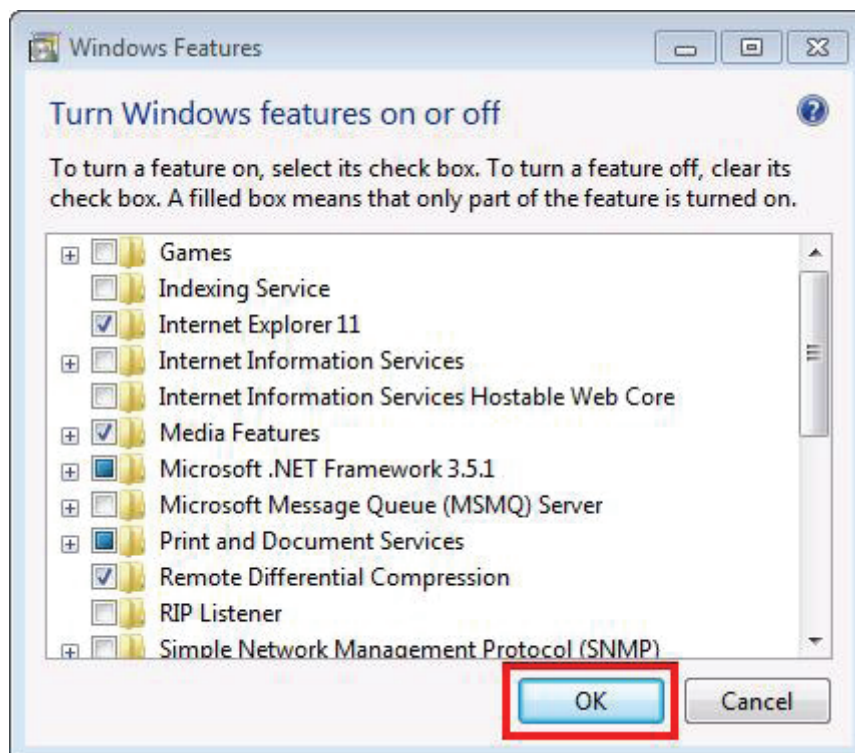 Windows Features
Turn Windows features on or off
To turn a feature on, select its check box. To turn a feature off, clear its
check box. A filled box means that only part of the feature is turned on.
Games
Indexing Service
Internet Explorer 11
Internet Information Services
Internet Information Services Hostable Web Core
Media Features
Microsoft .NET Framework 3.5.1
Microsoft Message Queue (MSMQ) Server
Print and Document Services
Remote Differential Compression
RIP Listener
Simple Network Management Protocol (SNMP)
OK Cancel